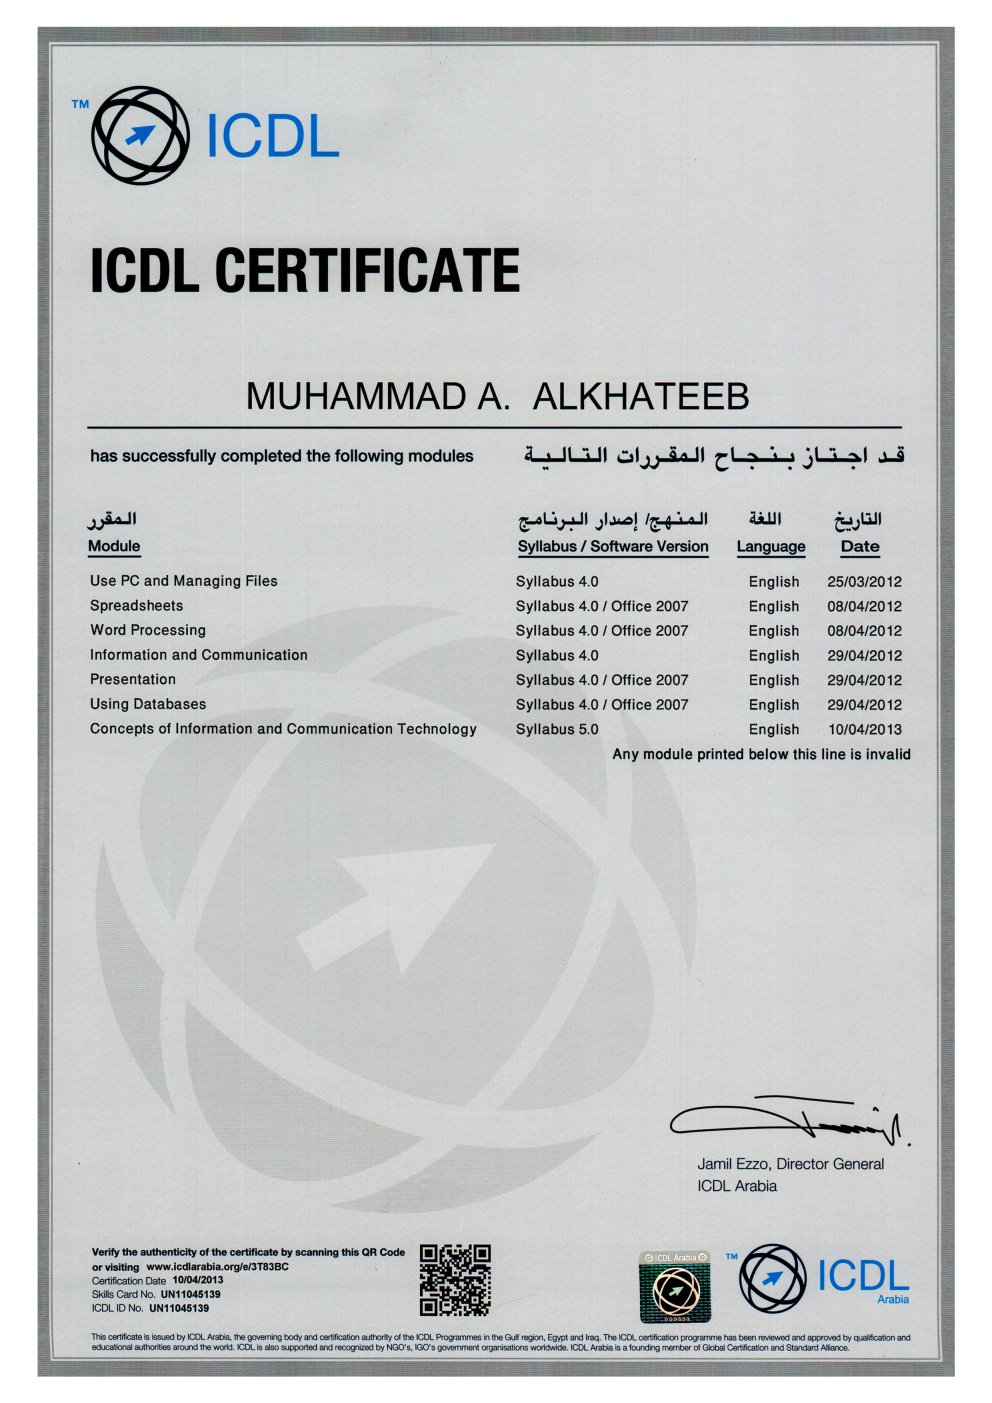 TM
ICDL
ICDL CERTIFICATE
MUHAMMAD A. ALKHATEEB
has successfully completed the following modules قد اجتاز بنجاح المقررات التالية
المقرر المنهج/ إصدار البرنامج اللغة التاريخ
Module Syllabus / Software Version Language Date
Use PC and Managing Files Syllabus 4.0 English 25/03/2012
Spreadsheets Syllabus 4.0 / Office 2007 English 08/04/2012
Word Processing Syllabus 4.0 / Office 2007 English 08/04/2012
Information and Communication Syllabus 4.0 English 29/04/2012
Presentation Syllabus 4.0 / Office 2007 English 29/04/2012
Using Databases Syllabus 4.0 / Office 2007 English 29/04/2012
Concepts of Information and Communication Technology Syllabus 5.0 English 10/04/2013
Any module printed below this line is invalid
Jamil Ezzo, Director General
ICDL Arabia
Verify the authenticity of the certificate by scanning this QR Code
or visiting www.icdlarabia.org/e/3T83BC
Certification Date 10/04/2013
Skills Card No. UN11045139
ICDL ID No. UN11045139
ICDL Arabia
TM
ICDL
Arabia
This certificate is issued by ICDL Arabia, the governing body and certification authority of the ICDL Programmes in the Gulf region, Egypt and Iraq. The ICDL certification programme has been reviewed and approved by qualification and
educational authorities around the world. ICDL is also supported and recognized by NGO's, IGO's government organisations worldwide. ICDL Arabia is a founding member of Global Certification and Standard Alliance.